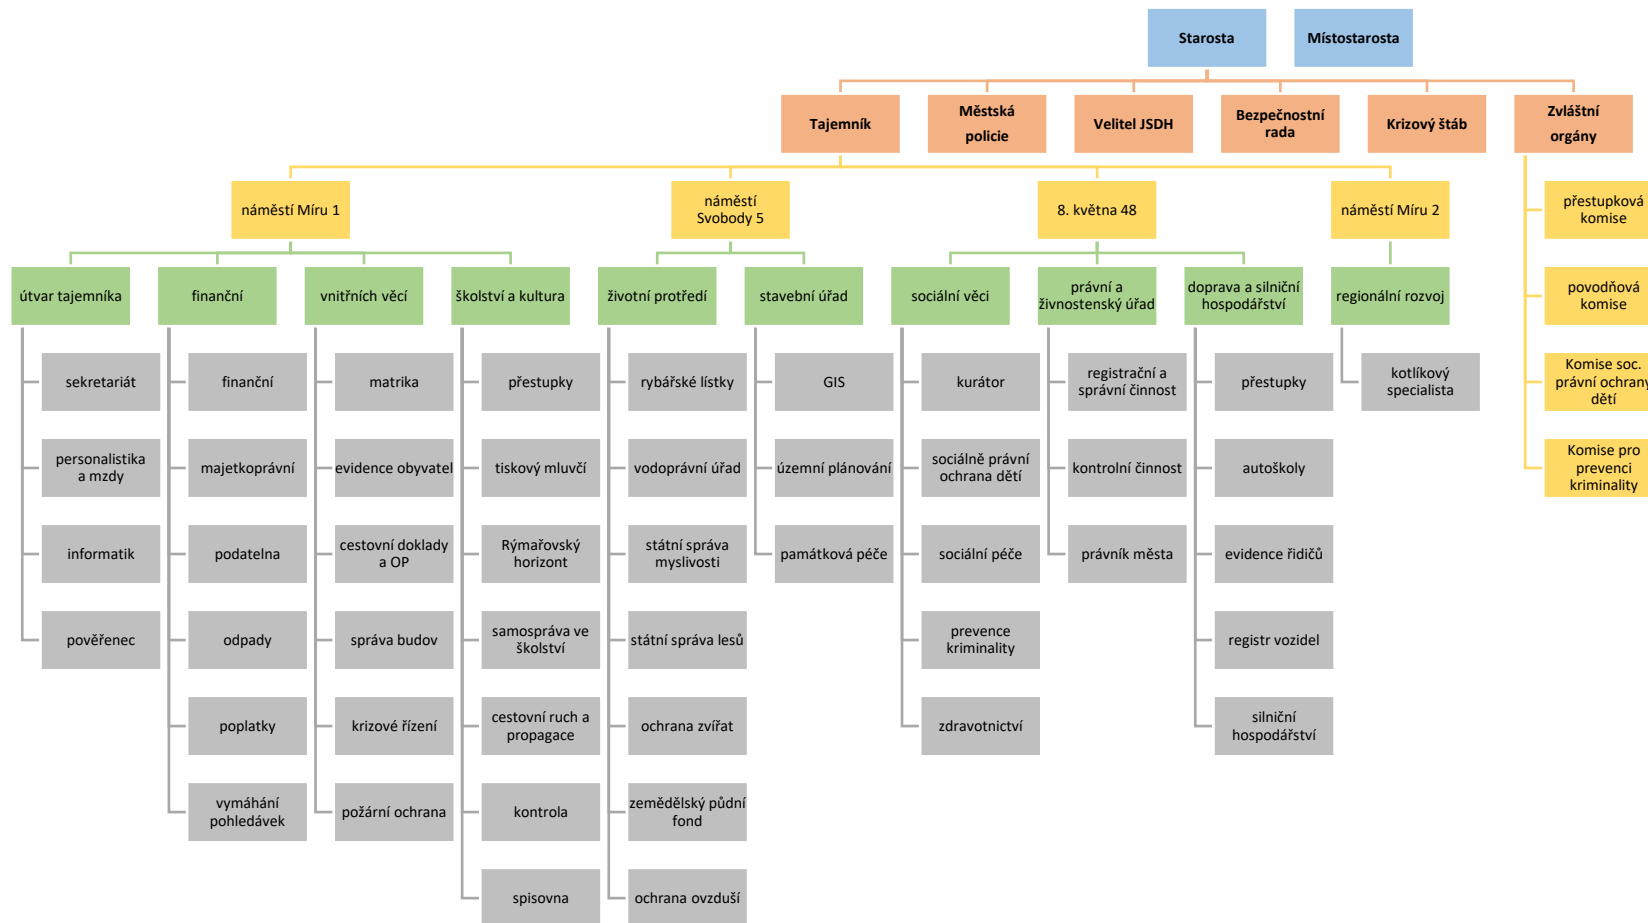 Starosta
Místostarosta
Tajemník
Městská
policie
Velitel JSDH
Bezpečnostní
rada
Krizový štáb
Zvláštní
orgány
náměstí Míru 1
náměstí
Svobody 5
8. května 48
náměstí Míru 2
přestupková
komise
povodňová
komise
Komise soc.
právní ochrany
dětí
Komise pro
prevenci
kriminality
útvar tajemníka
finanční
vnitřních věcí
školství a kultura
životní protředí
stavební úřad
sociální věci
právní a
živnostenský úřad
doprava a silniční
hospodářství
regionální rozvoj
sekretariát
personalistika
a mzdy
informatik
pověřenec
finanční
majetkoprávní
podatelna
odpady
poplatky
vymáhání
pohledávek
matrika
evidence obyvatel
cestovní doklady
a OP
správa budov
krizové řízení
požární ochrana
přestupky
tiskový mluvčí
Rýmařovský
horizont
samospráva ve
školství
cestovní ruch a
propagace
kontrola
spisovna
rybářské lístky
vodoprávní úřad
státní správa
myslivosti
státní správa lesů
ochrana zvířat
zemědělský půdní
fond
ochrana ovzduší
GIS
územní plánování
památková péče
kurátor
sociálně právní
ochrana dětí
sociální péče
prevence
kriminality
zdravotnictví
registrační a
správní činnost
kontrolní činnost
právník města
přestupky
autoškoly
evidence řidičů
registr vozidel
silniční
hospodářství
kotlíkový
specialista